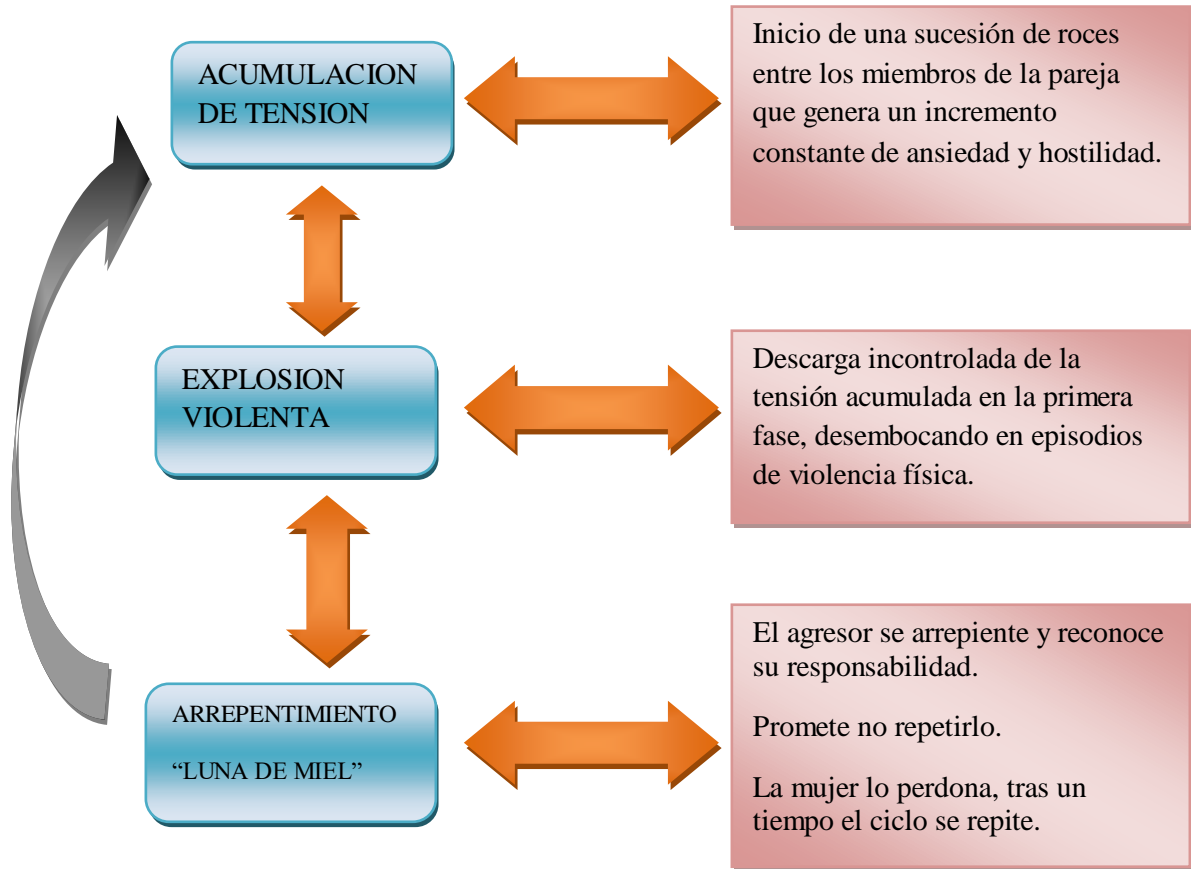 ACUMULACION
DE TENSION
Inicio de una sucesión de roces
entre los miembros de la pareja
que genera un incremento
constante de ansiedad y hostilidad.
EXPLOSION
VIOLENTA
Descarga incontrolada de la
tensión acumulada en la primera
fase, desembocando en episodios
de violencia física.
ARREPENTIMIENTO
“LUNA DE MIEL”
El agresor se arrepiente y reconoce
su responsabilidad.
Promete no repetirlo.
La mujer lo perdona, tras un
tiempo el ciclo se repite.